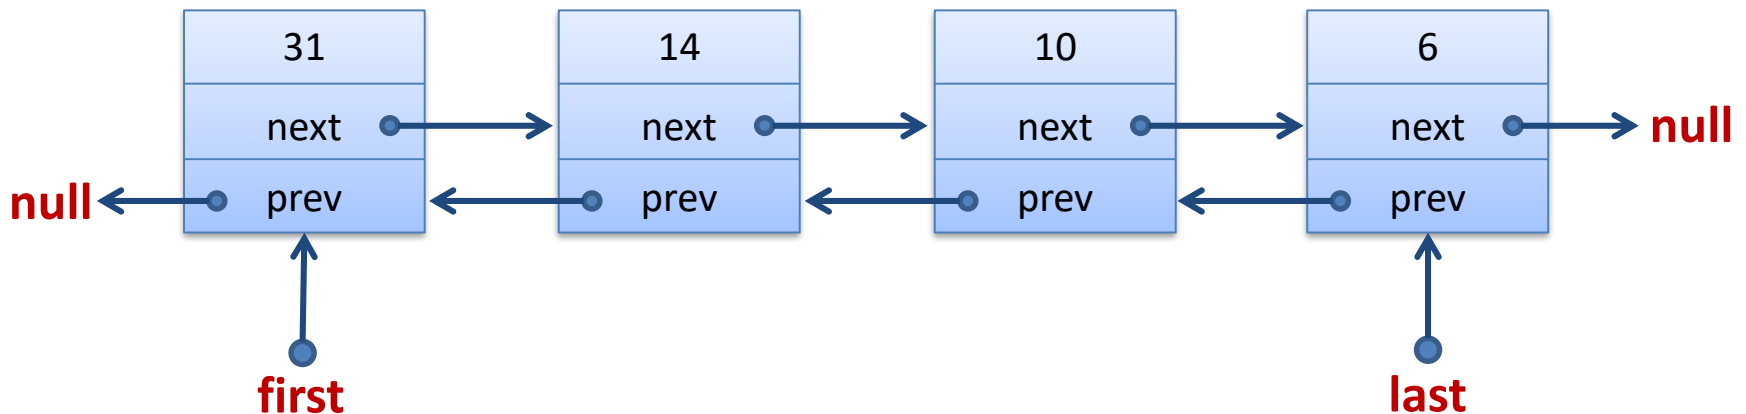 31 14 10 6
next next next next null
null prev prev prev prev
first last